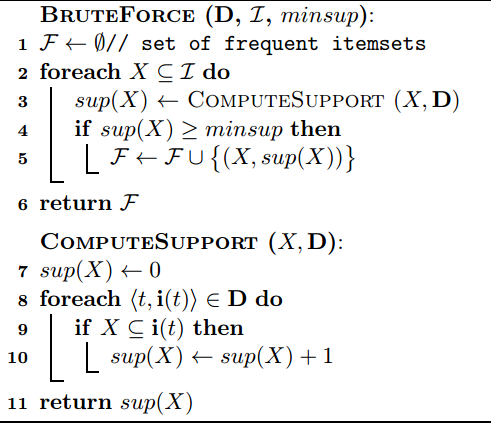 BRUTEFORCE (D, ℐ, minsup):
1 ℱ ← ∅// set of frequent itemsets
2 foreach X ⊆ ℐ do
3 sup(X) ← COMPUTESUPPORT (X, D)
4 if sup(X) ≥ minsup then
5 ℱ ← ℱ ∪ {(X, sup(X))}
6 return ℱ
COMPUTESUPPORT (X, D):
7 sup(X) ← 0
8 foreach ⟨t, i(t)⟩ ∈ D do
9 if X ⊆ i(t) then
10 sup(X) ← sup(X) + 1
11 return sup(X)